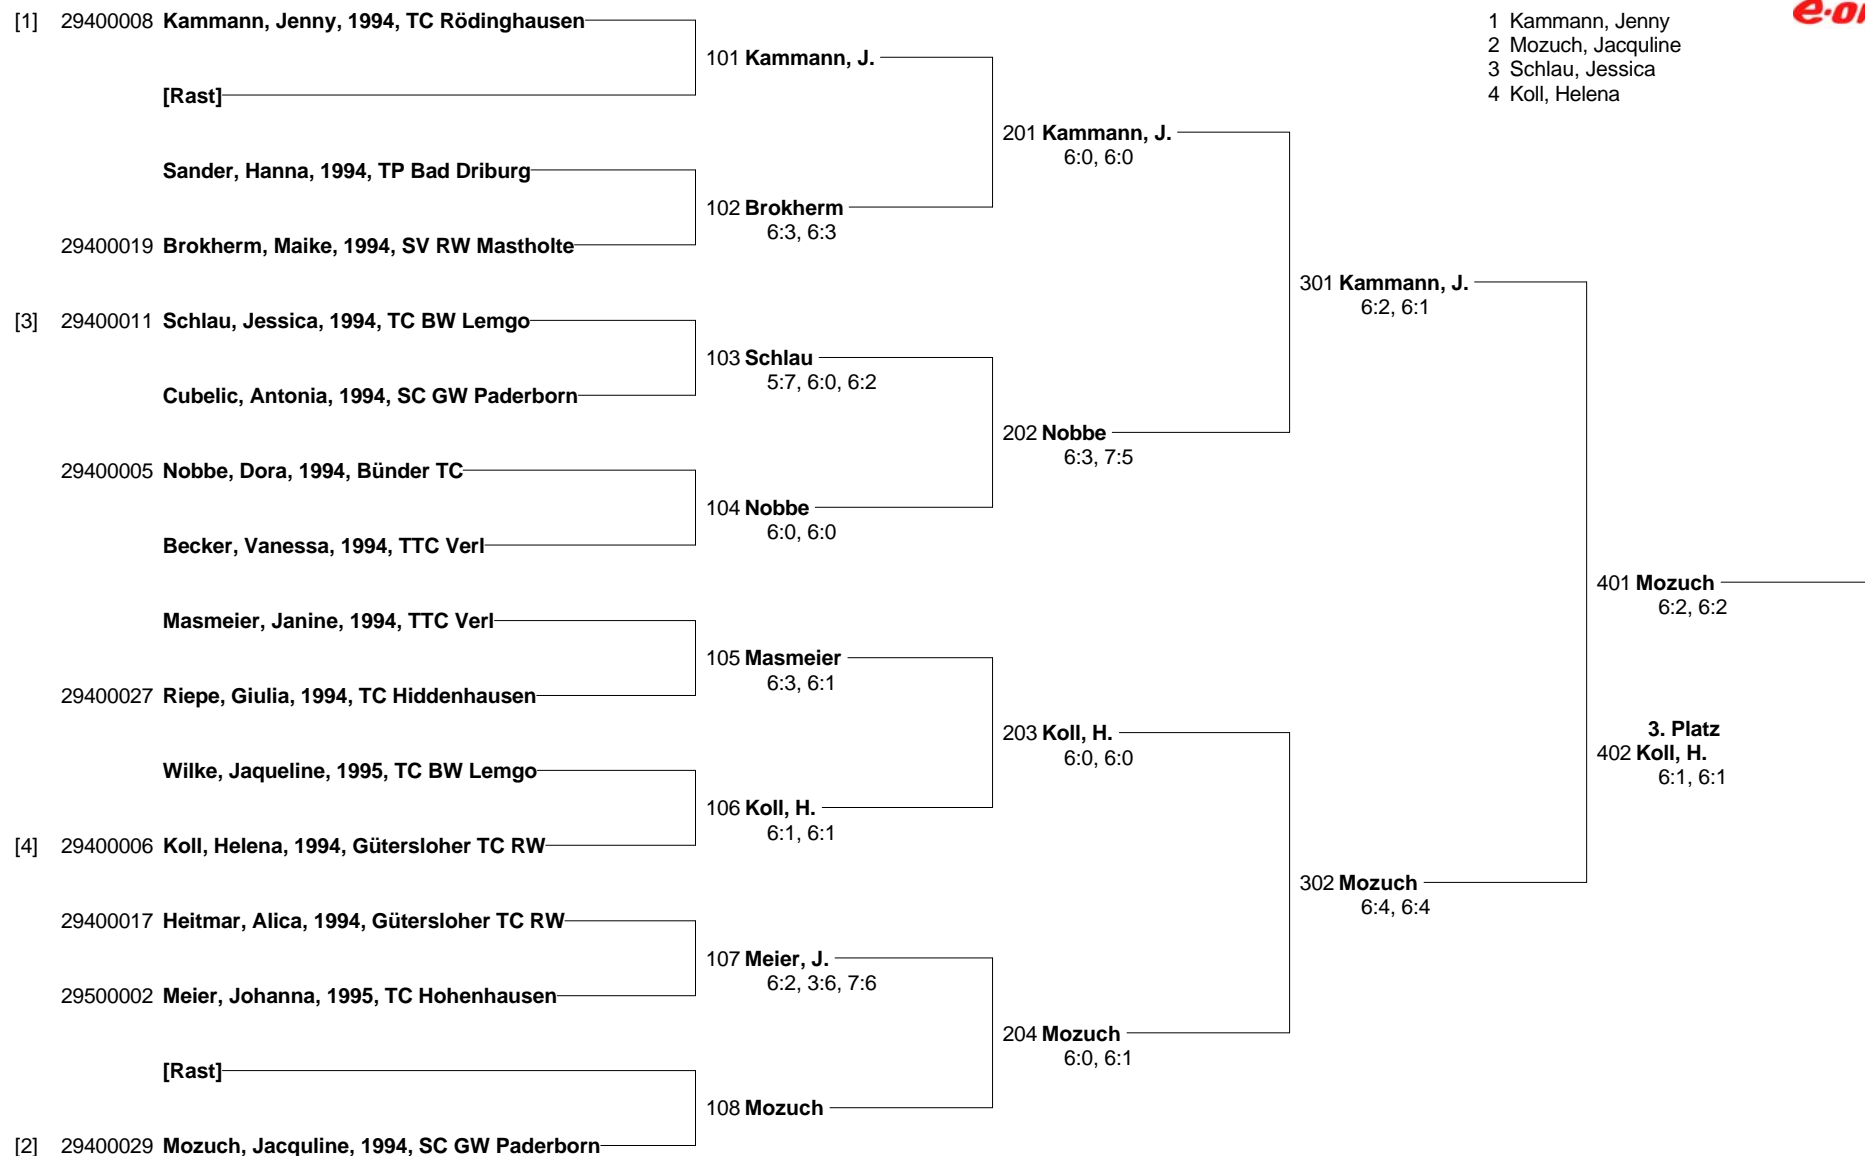 [1] 29400008 Kammann, Jenny, 1994, TC Rödinghausen
[Rast]
Sander, Hanna, 1994, TP Bad Driburg
29400019 Brokherm, Maike, 1994, SV RW Mastholte
[3] 29400011 Schlau, Jessica, 1994, TC BW Lemgo
Cubelic, Antonia, 1994, SC GW Paderborn
29400005 Nobbe, Dora, 1994, Bünder TC
Becker, Vanessa, 1994, TTC Verl
Masmeier, Janine, 1994, TTC Verl
29400027 Riepe, Giulia, 1994, TC Hiddenhausen
Wilke, Jaqueline, 1995, TC BW Lemgo
[4] 29400006 Koll, Helena, 1994, Gütersloher TC RW
29400017 Heitmar, Alica, 1994, Gütersloher TC RW
29500002 Meier, Johanna, 1995, TC Hohenhausen
[Rast]
[2] 29400029 Mozuch, Jacquline, 1994, SC GW Paderborn
101 Kammann, J.
102 Brokherm
6:3, 6:3
103 Schlau
5:7, 6:0, 6:2
104 Nobbe
6:0, 6:0
105 Masmeier
6:3, 6:1
106 Koll, H.
6:1, 6:1
107 Meier, J.
6:2, 3:6, 7:6
108 Mozuch
201 Kammann, J.
6:0, 6:0
202 Nobbe
6:3, 7:5
203 Koll, H.
6:0, 6:0
204 Mozuch
6:0, 6:1
301 Kammann, J.
6:2, 6:1
302 Mozuch
6:4, 6:4
401 Mozuch
6:2, 6:2
3. Platz
402 Koll, H.
6:1, 6:1
1 Kammann, Jenny
2 Mozuch, Jacquline
3 Schlau, Jessica
4 Koll, Helena